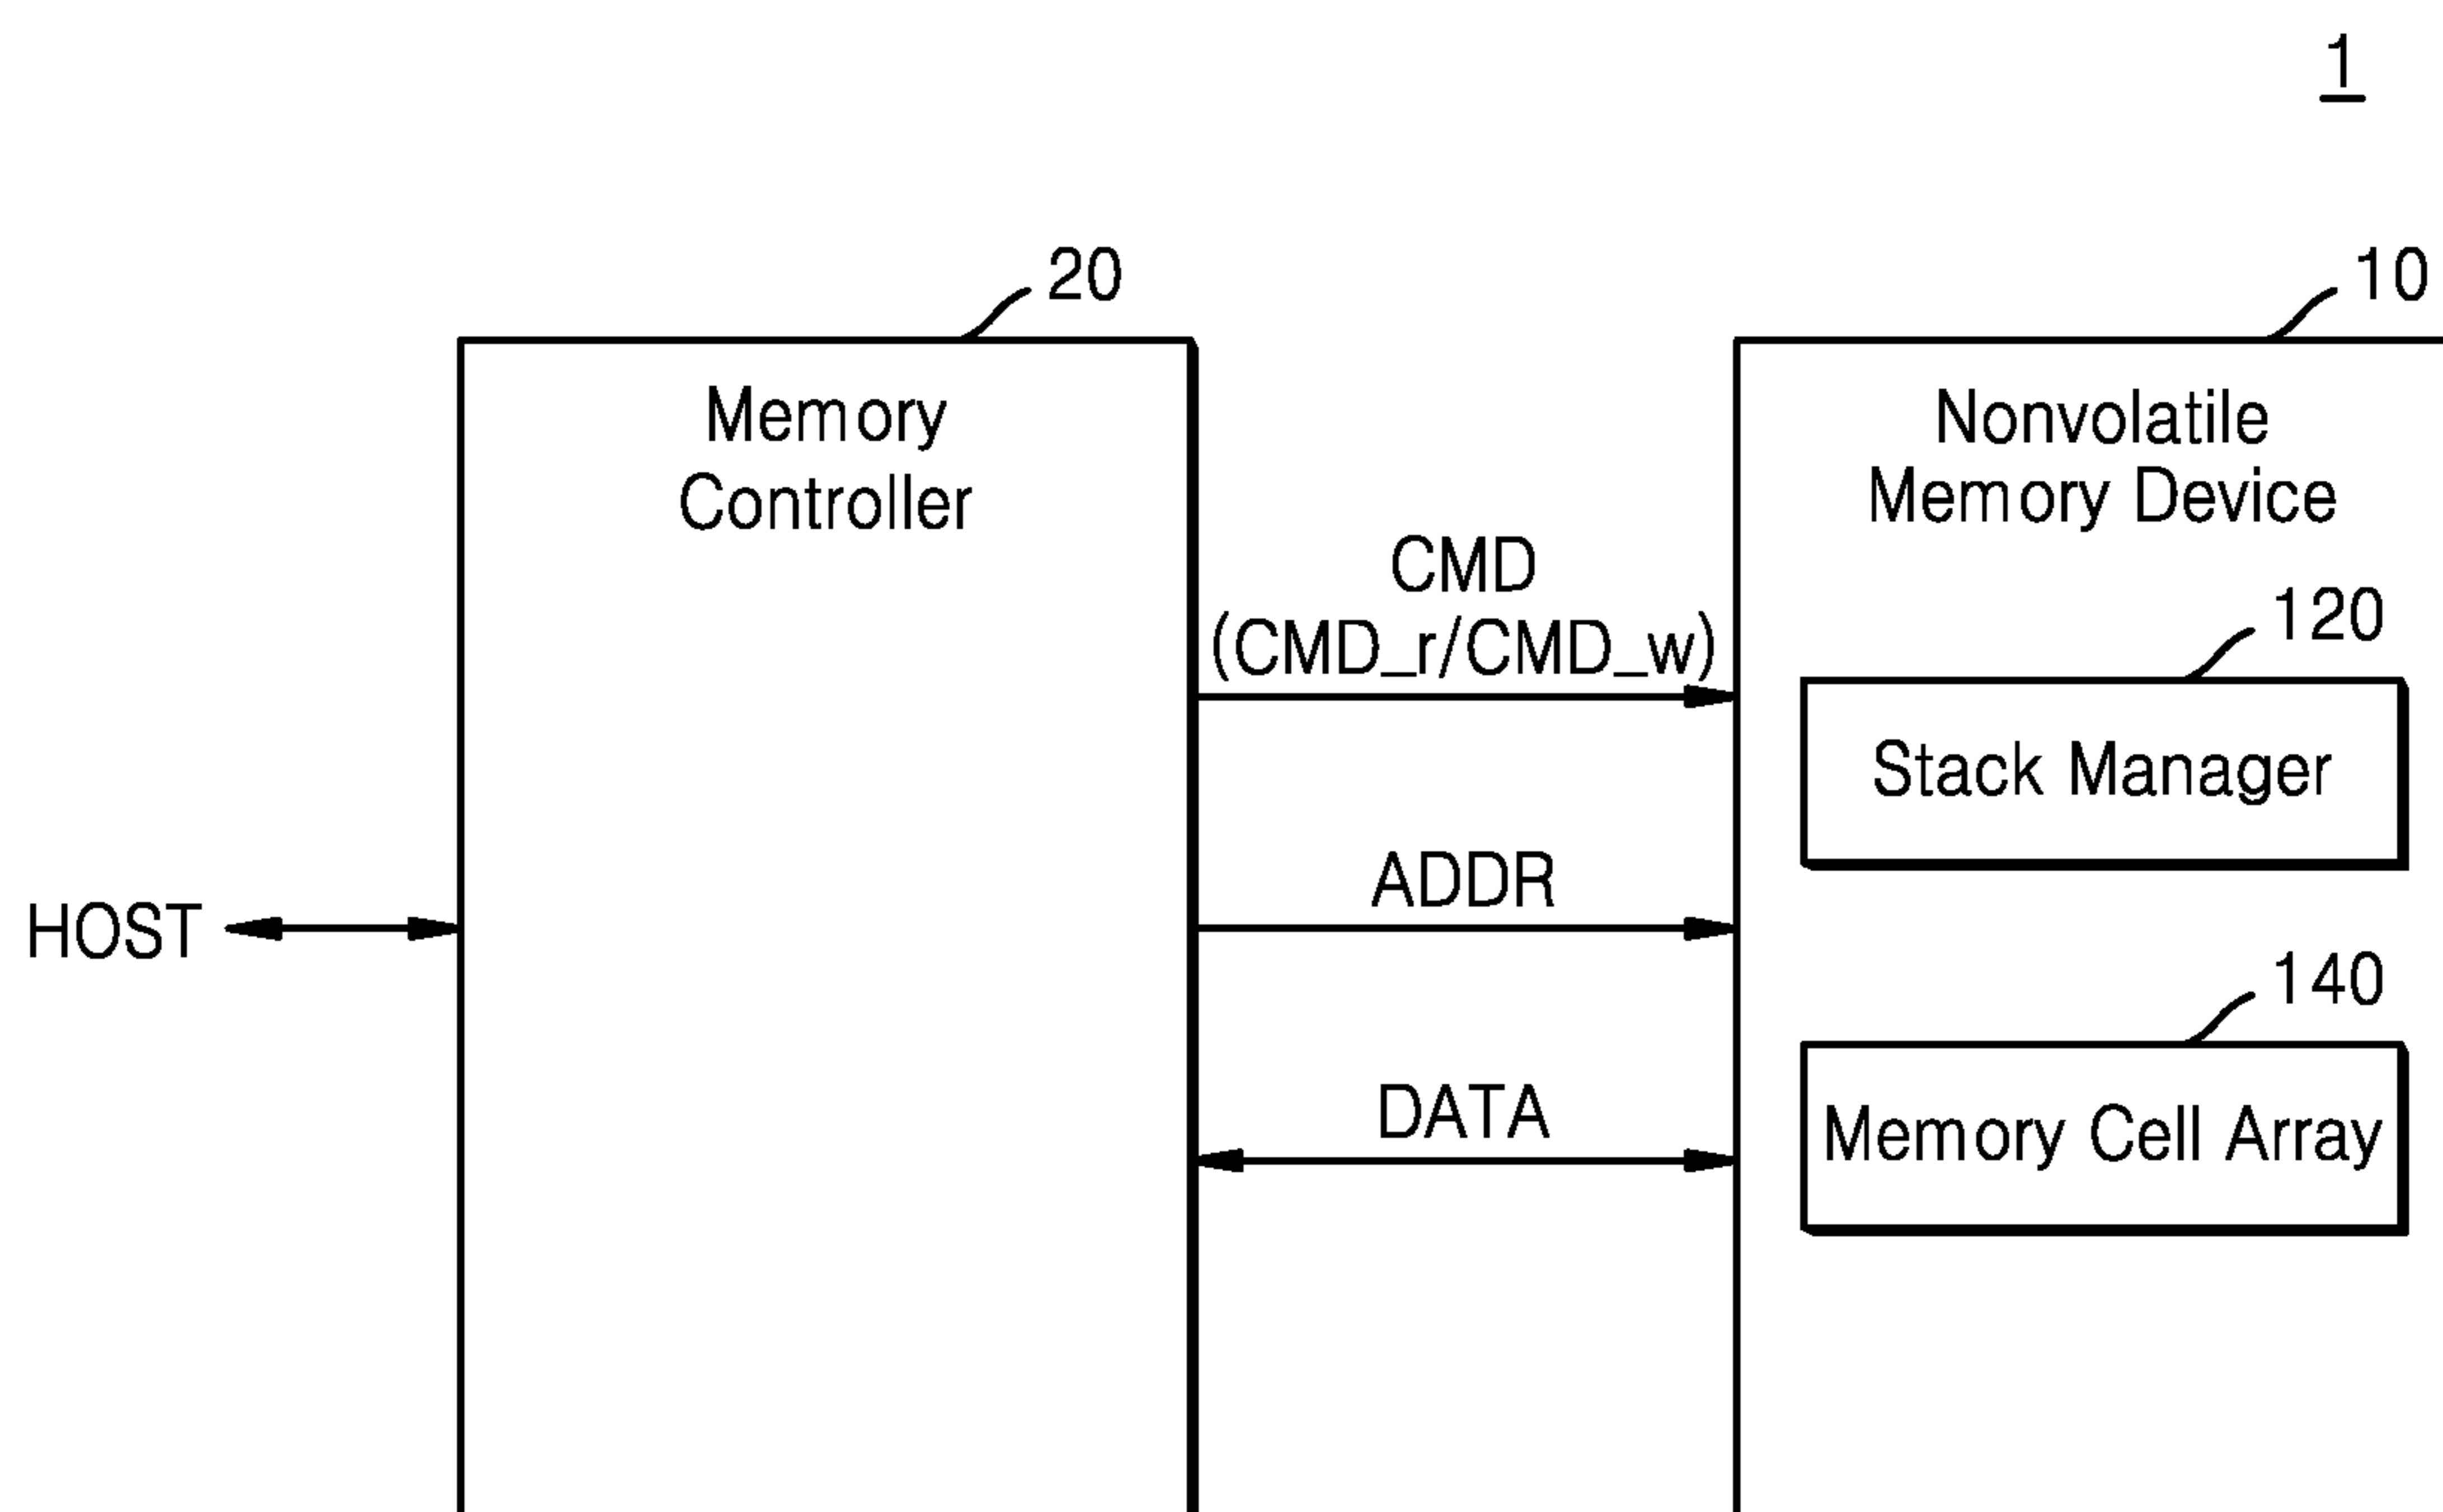 1
20
10
Memory
Controller
Nonvolatile
Memory Device
CMD
(CMD_r/CMD_w)
120
Stack Manager
ADDR
HOST
140
DATA
Memory Cell Array